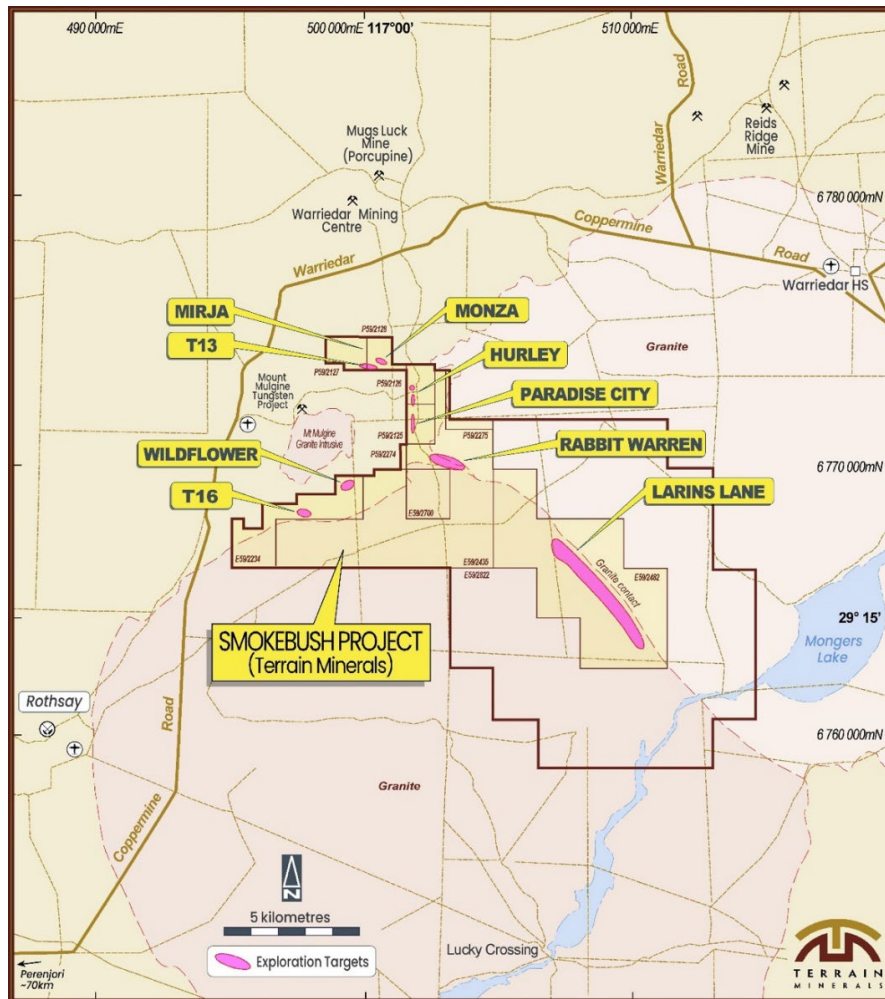 490 000mE
500 000mE
117°00'
510 000mE
Road
Warriedar
Reids
Ridge
Mine
Mugs Luck
Mine
(Porcupine)
Warriedar Mining
Centre
6 780 000mN
Coppermine
Road
Warriedar
Warriedar HS
MIRJA
MONZA
P59/2128
T13
HURLEY
Granite
P59/2127
P59/2126
Mount
Mulgine
Tungsten
Project
PARADISE CITY
Mt Mulgine
Granite Intrusive
P59/2125
P59/2274
P59/2275
RABBIT WARREN
WILDFLOWER
6 770 000mN
LARINS LANE
T16
E59/2700
E59/2234
E59/2435
E59/2822
E59/2482
Granite contact
29° 15'
SMOKEBUSH PROJECT
(Terrain Minerals)
Mongers
Lake
Rothsay
Road
6 760 000mN
Granite
Coppermine
N
5 kilometres
Lucky Crossing
Exploration Targets
Perenjori
~70km
TERRAIN
MINERALS